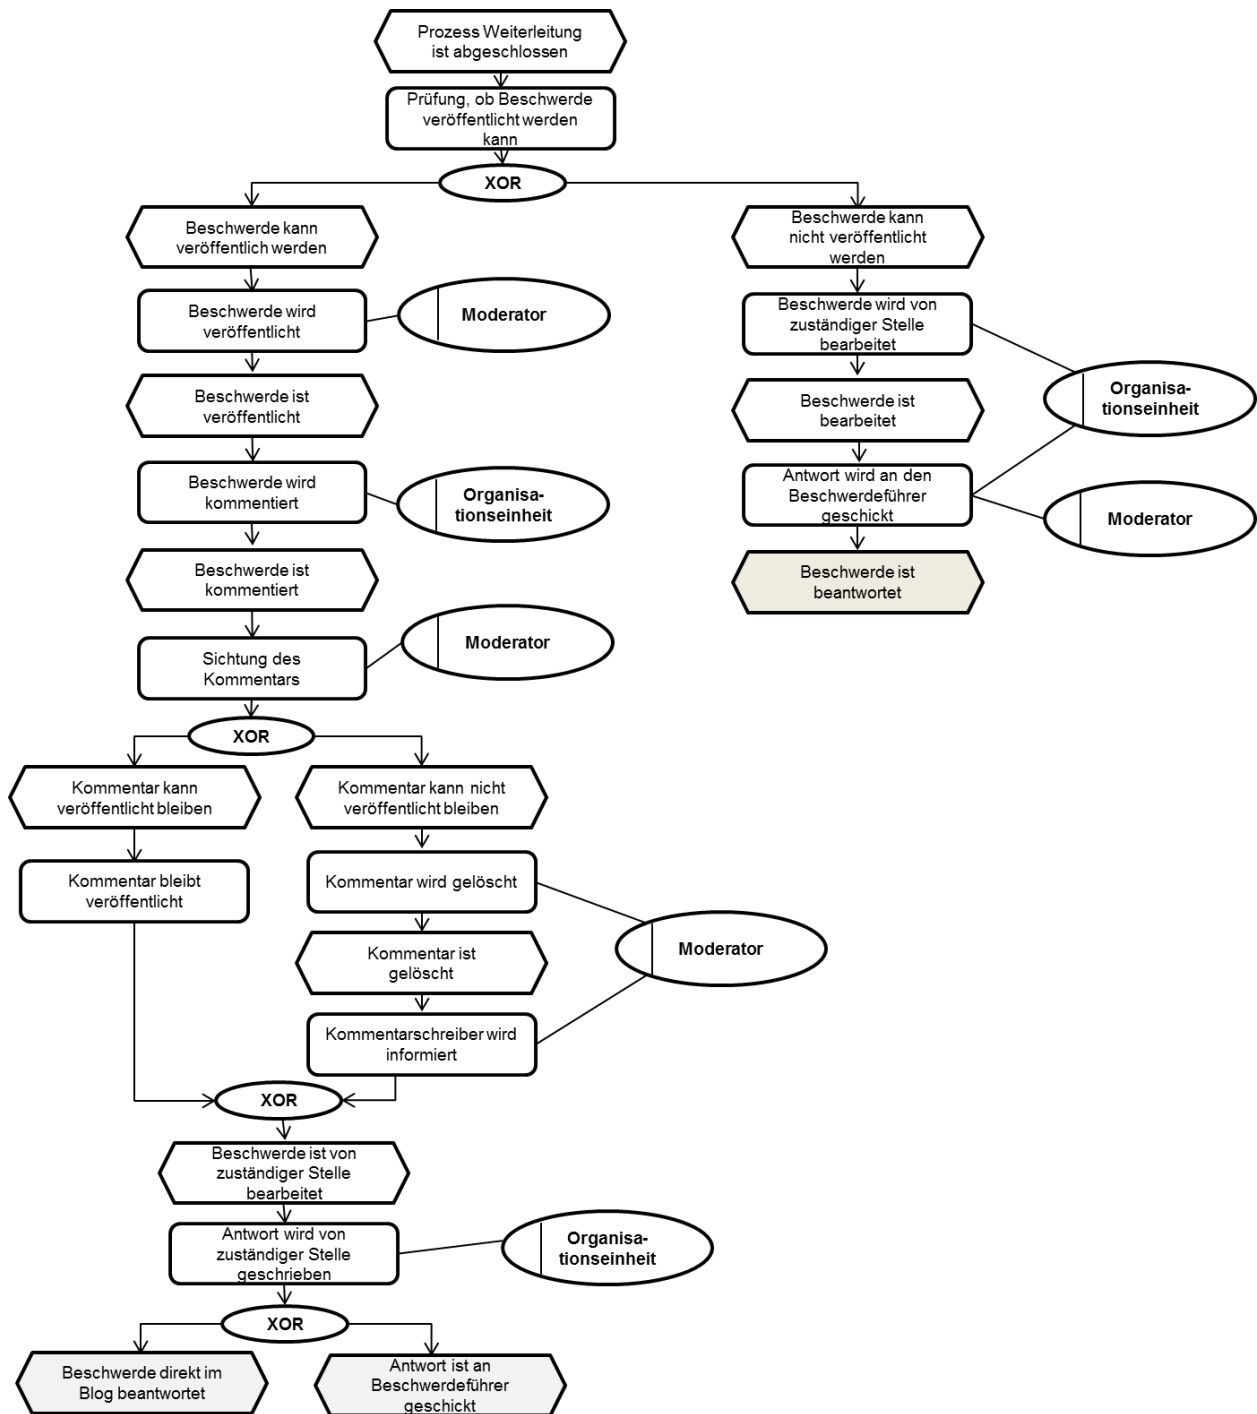 Prozess Weiterleitung
ist abgeschlossen
Prüfung, ob Beschwerde
veröffentlicht werden
kann
XOR
Beschwerde kann
veröffentlich werden
Beschwerde kann
nicht veröffentlicht
werden
Beschwerde wird
veröffentlicht
Moderator
Beschwerde wird von
zuständiger Stelle
bearbeitet
Beschwerde ist
veröffentlicht
Beschwerde ist
bearbeitet
Organisa-
tionseinheit
Beschwerde wird
kommentiert
Organisa-
tionseinheit
Antwort wird an den
Beschwerdeführer
geschickt
Moderator
Beschwerde ist
kommentiert
Beschwerde ist
beantwortet
Sichtung des
Kommentars
Moderator
XOR
Kommentar kann
veröffentlicht bleiben
Kommentar kann nicht
veröffentlicht bleiben
Kommentar bleibt
veröffentlicht
Kommentar wird gelöscht
Kommentar ist
gelöscht
Moderator
Kommentarschreiber wird
informiert
XOR
Beschwerde ist von
zuständiger Stelle
bearbeitet
Antwort wird von
zuständiger Stelle
geschrieben
Organisa-
tionseinheit
XOR
Beschwerde direkt im
Blog beantwortet
Antwort ist an
Beschwerdeführer
geschickt